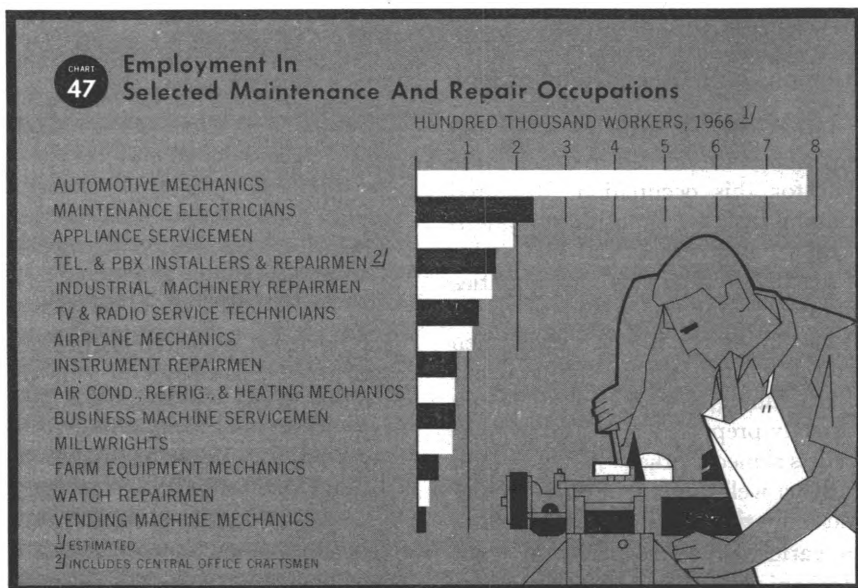 CHART
47
Employment In
Selected Maintenance And Repair Occupations
HUNDRED THOUSAND WORKERS, 1966 1/
1 2 3 4 5 6 7 8
AUTOMOTIVE MECHANICS
MAINTENANCE ELECTRICIANS
APPLIANCE SERVICEMEN
TEL. & PBX INSTALLERS & REPAIRMEN 2/
INDUSTRIAL MACHINERY REPAIRMEN
TV & RADIO SERVICE TECHNICIANS
AIRPLANE MECHANICS
INSTRUMENT REPAIRMEN
AIR COND., REFRIG., & HEATING MECHANICS
BUSINESS MACHINE SERVICEMEN
MILLWRIGHTS
FARM EQUIPMENT MECHANICS
WATCH REPAIRMEN
VENDING MACHINE MECHANICS
1/ ESTIMATED
2/ INCLUDES CENTRAL OFFICE CRAFTSMEN